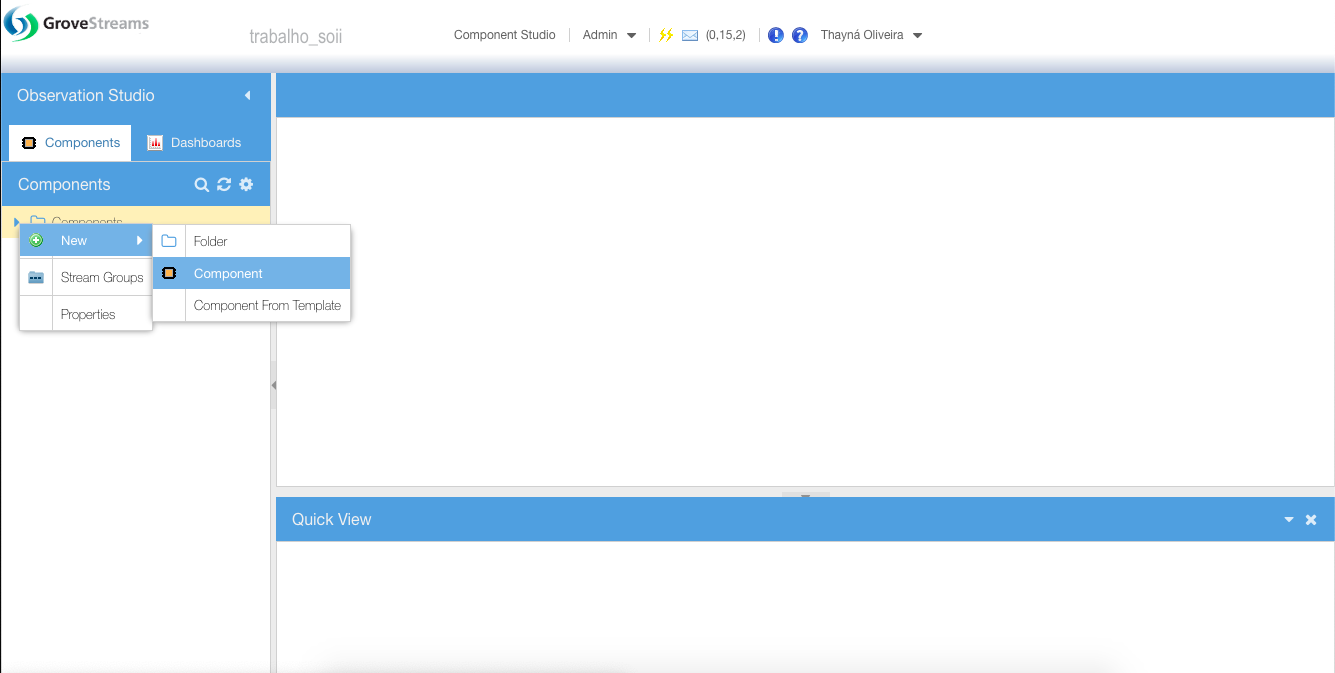 GroveStreams
trabalho_soii
Component Studio
Admin
(0,15,2)
Thayná Oliveira
Observation Studio
Components
Dashboards
Components
Components
New
Stream Groups
Properties
Folder
Component
Component From Template
Quick View